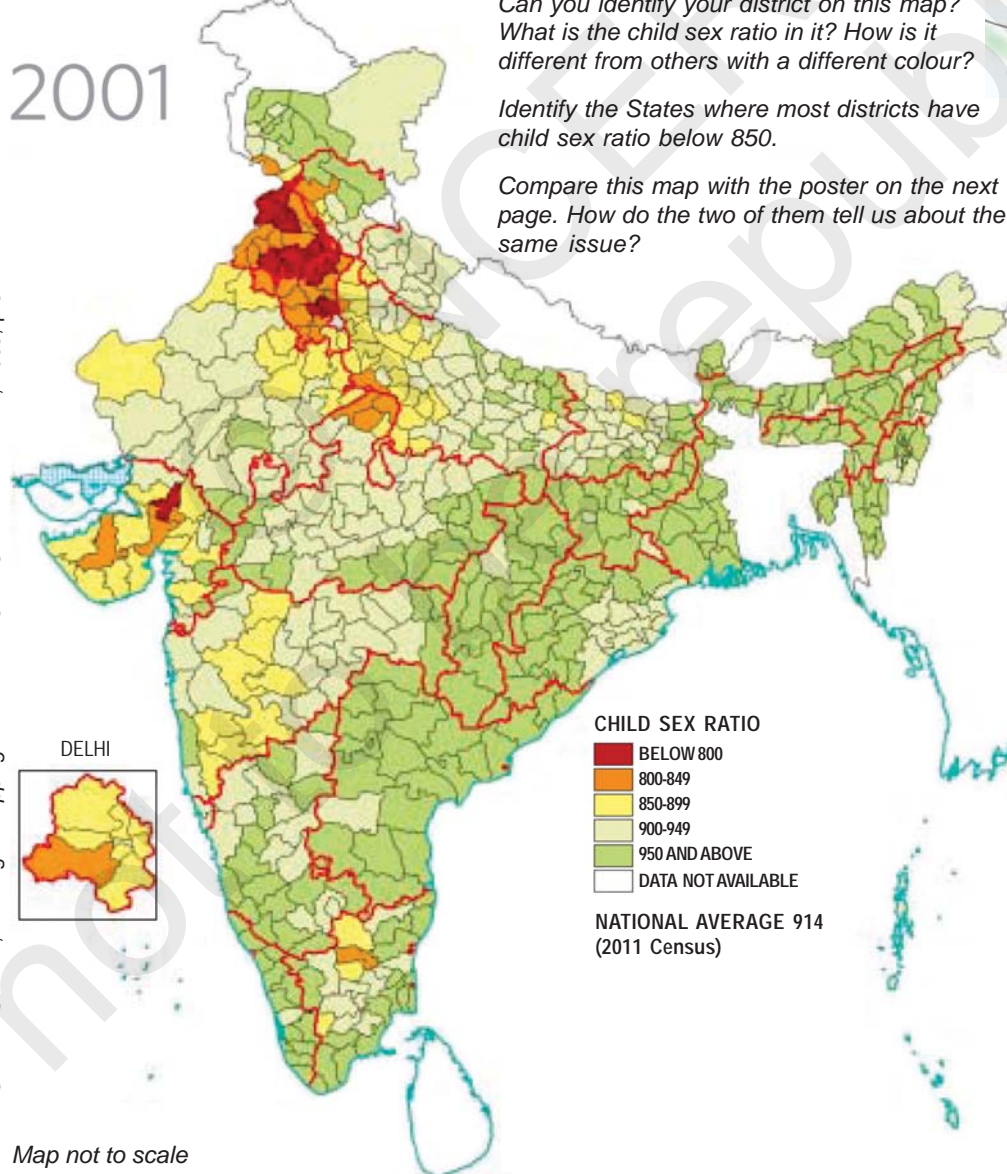 Can you identify your district on this map?
What is the child sex ratio in it? How is it
different from others with a different colour?
2001
Identify the States where most districts have
child sex ratio below 850.
Compare this map with the poster on the next
page. How do the two of them tell us about the
same issue?
DELHI
CHILD SEX RATIO
BELOW 800
800-849
850-899
900-949
950 AND ABOVE
DATA NOT AVAILABLE
NATIONAL AVERAGE 914
(2011 Census)
Map not to scale